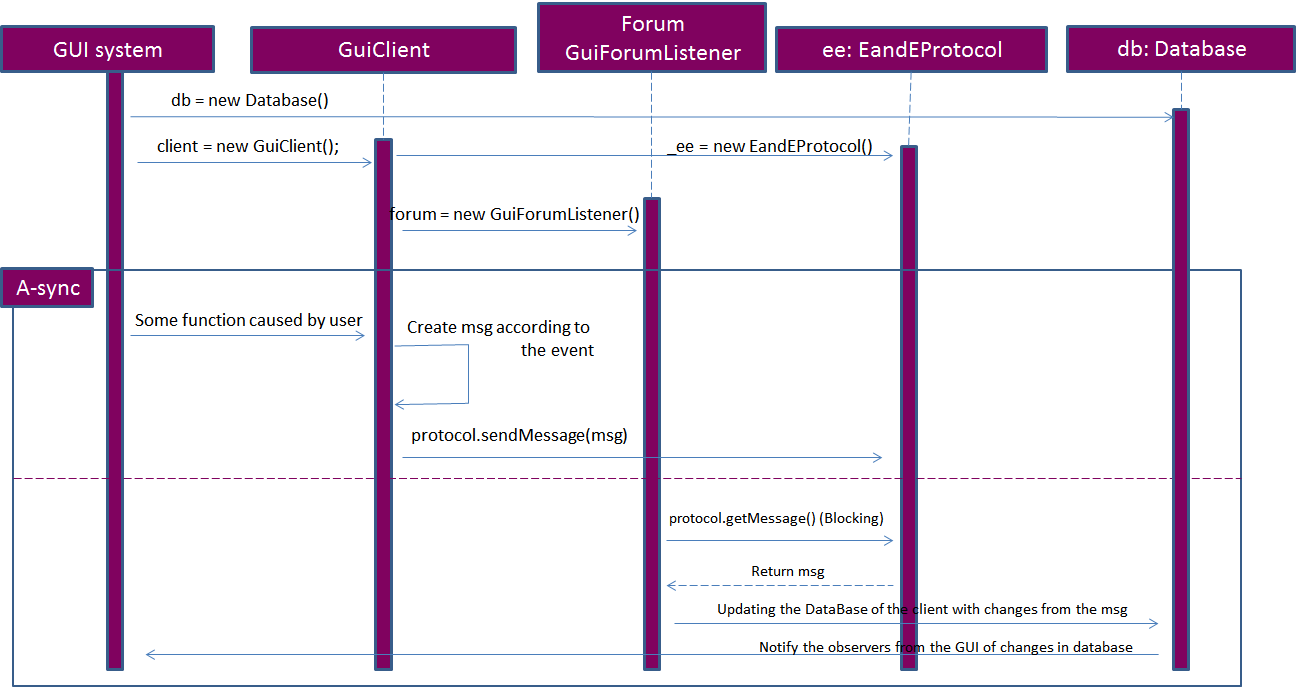 GUI system
GuiClient
Forum
GuiForumListener
ee: EandEProtocol
db: Database
db = new Database()
client = new GuiClient();
_ee = new EandEProtocol()
forum = new GuiForumListener()
A-sync
Some function caused by user
Create msg according to
the event
protocol.sendMessage(msg)
protocol.getMessage() (Blocking)
Return msg
Updating the DataBase of the client with changes from the msg
Notify the observers from the GUI of changes in database